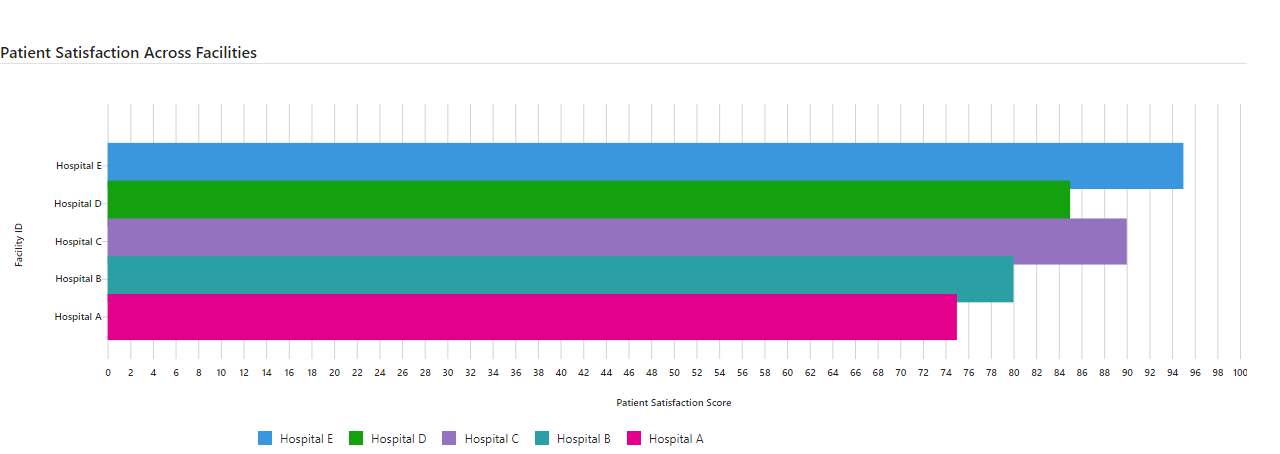 Patient Satisfaction Across Facilities
Hospital E
Hospital D
Hospital C
Hospital B
Hospital A
Facility ID
0 2 4 6 8 10 12 14 16 18 20 22 24 26 28 30 32 34 36 38 40 42 44 46 48 50 52 54 56 58 60 62 64 66 68 70 72 74 76 78 80 82 84 86 88 90 92 94 96 98 100
Patient Satisfaction Score
Hospital E Hospital D Hospital C Hospital B Hospital A